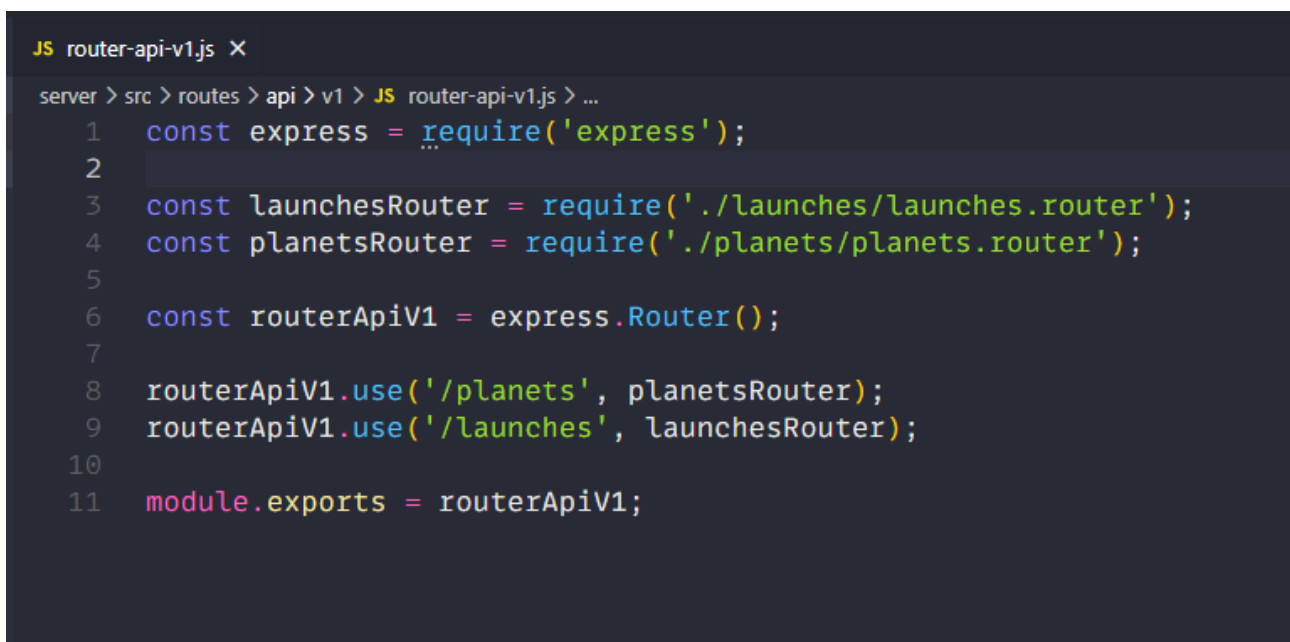 JS router-api-v1.js ×
server > src > routes > api > v1 > JS router-api-v1.js > ...
1 const express = require('express');
2
3 const launchesRouter = require('./launches/launches.router');
4 const planetsRouter = require('./planets/planets.router');
5
6 const routerApiV1 = express.Router();
7
8 routerApiV1.use('/planets', planetsRouter);
9 routerApiV1.use('/launches', launchesRouter);
10
11 module.exports = routerApiV1;